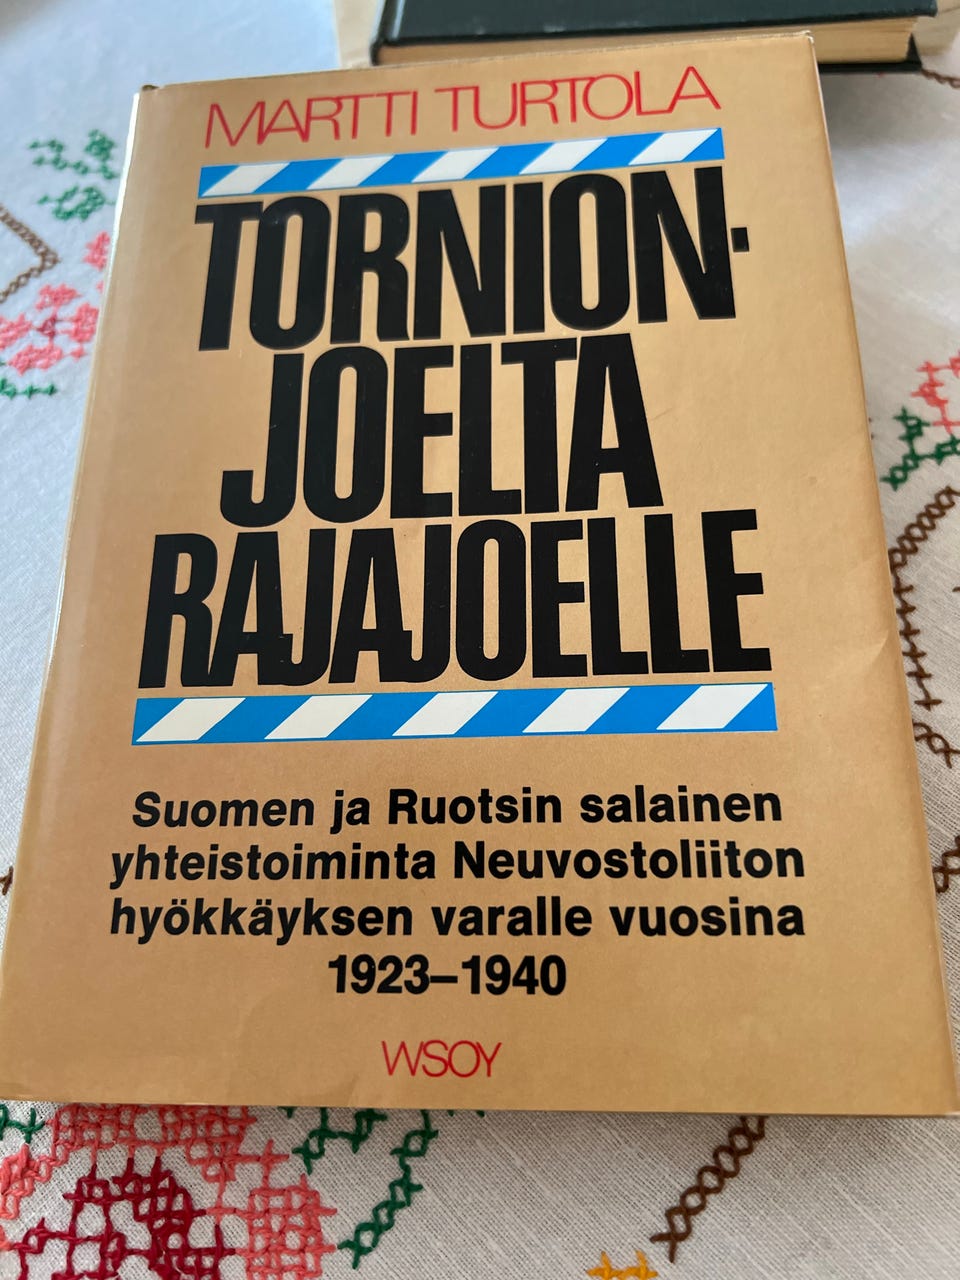 MARTTI TURTOLA
TORNION-
JOELTA
RAJAJOELLE
Suomen ja Ruotsin salainen
yhteistoiminta Neuvostoliiton
hyökkäyksen varalle vuosina
1923–1940
WSOY